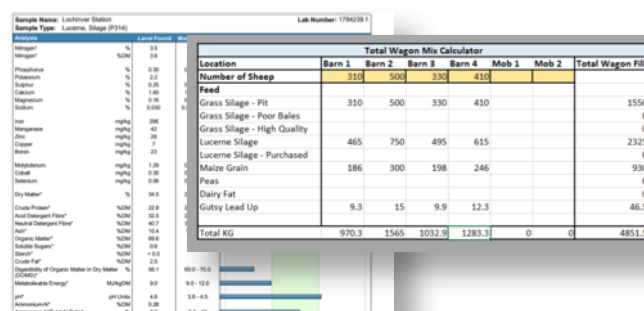 Sample Name: Lochinver Station
Lab Number: 1784239.1
Sample Type: Lucerne, Silage (P314)
Analysis Level Found
Nitrogen* % 3.5
Nitrogen* %DM 3.6
Phosphorus % 0.30
Potassium % 2.2
Sulphur % 0.25
Calcium % 1.60
Magnesium % 0.16
Sodium % 0.030
Iron mg/kg 298
Manganese mg/kg 42
Zinc mg/kg 26
Copper mg/kg 7
Boron mg/kg 23
Molybdenum mg/kg 1.29
Cobalt mg/kg 0.35
Selenium mg/kg 0.06
Dry Matter* % 34.5
Crude Protein* %DM 22.8
Acid Detergent Fibre* %DM 32.5
Neutral Detergent Fibre* %DM 40.7
Ash* %DM 10.4
Organic Matter* %DM 89.6
Soluble Sugars* %DM 0.6
Starch* %DM < 0.5
Crude Fat* %DM 2.5
Digestibility of Organic Matter in Dry Matter % 56.1 60.0 - 70.0
(DOMD)*
Metabolisable Energy* MJ/kgDM 9.0 9.0 - 12.0
pH* pH Units 4.6 3.8 - 4.5
Ammonium-N* %DM 0.28
Total Wagon Mix Calculator
Location Barn 1 Barn 2 Barn 3 Barn 4 Mob 1 Mob 2 Total Wagon Fill
Number of Sheep 310 500 330 410
Feed
Grass Silage - Pit 310 500 330 410 1550
Grass Silage - Poor Bales
Grass Silage - High Quality
Lucerne Silage 465 750 495 615 2325
Lucerne Silage - Purchased
Maize Grain 186 300 198 246 930
Peas
Dairy Fat
Gutsy Lead Up 9.3 15 9.9 12.3 46.5
Total KG 970.3 1565 1032.9 1283.3 0 0 4851.5